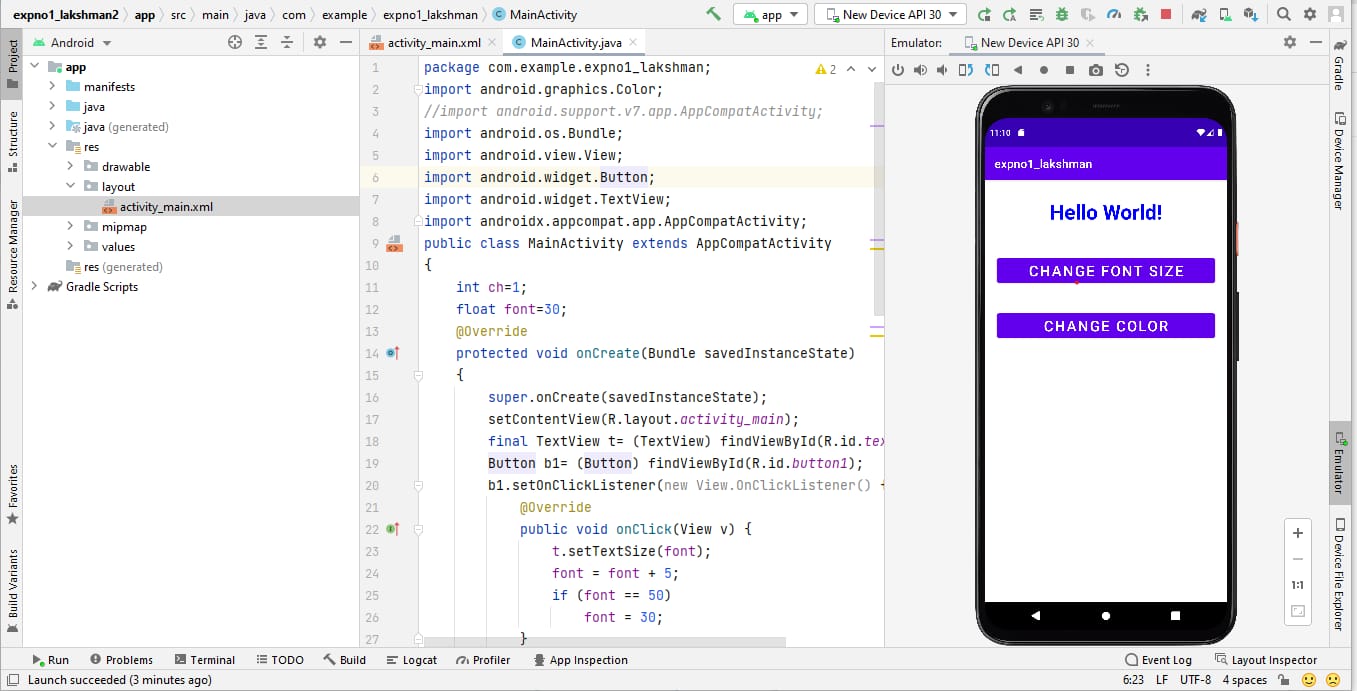 expno1_lakshman2 app src main java com example expno1_lakshman MainActivity app New Device API 30
Android
activity_main.xml MainActivity.java
Emulator: New Device API 30
Project
Structure
Resource Manager
Favorites
Build Variants
app
manifests
java
java (generated)
res
drawable
layout
activity_main.xml
mipmap
values
res (generated)
Gradle Scripts
2
1 package com.example.expno1_lakshman;
2 import android.graphics.Color;
3 //import android.support.v7.app.AppCompatActivity;
4 import android.os.Bundle;
5 import android.view.View;
6 import android.widget.Button;
7 import android.widget.TextView;
8 import androidx.appcompat.app.AppCompatActivity;
9 public class MainActivity extends AppCompatActivity
10 {
11 int ch=1;
12 float font=30;
13 @Override
14 protected void onCreate(Bundle savedInstanceState)
15 {
16 super.onCreate(savedInstanceState);
17 setContentView(R.layout.activity_main);
18 final TextView t= (TextView) findViewById(R.id.tex
19 Button b1= (Button) findViewById(R.id.button1);
20 b1.setOnClickListener(new View.OnClickListener() {
21 @Override
22 public void onClick(View v) {
23 t.setTextSize(font);
24 font = font + 5;
25 if (font == 50)
26 font = 30;
27 }
11:10
expno1_lakshman
Hello World!
CHANGE FONT SIZE
CHANGE COLOR
1:1
Gradle
Device Manager
Emulator
Device File Explorer
Run Problems Terminal TODO Build Logcat Profiler App Inspection Event Log Layout Inspector
Launch succeeded (3 minutes ago) 6:23 LF UTF-8 4 spaces